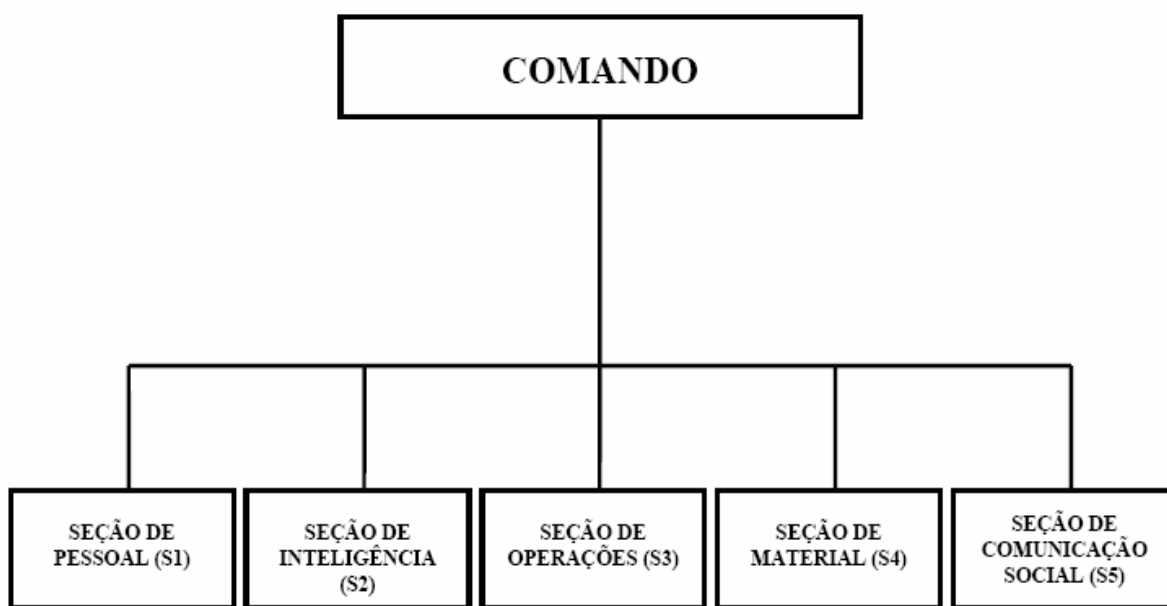 COMANDO
SEÇÃO DE
PESSOAL (S1)
SEÇÃO DE
INTELIGÊNCIA
(S2)
SEÇÃO DE
OPERAÇÕES (S3)
SEÇÃO DE
MATERIAL (S4)
SEÇÃO DE
COMUNICAÇÃO
SOCIAL (S5)